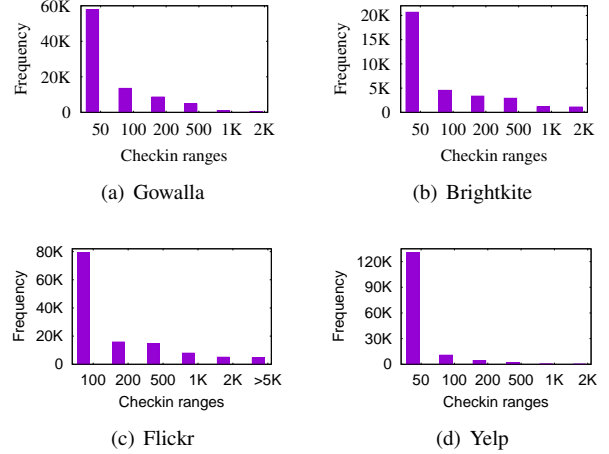 60K
40K
20K
0
Frequency
50 100 200 500 1K 2K
Checkin ranges
(a) Gowalla
20K
15K
10K
5K
0
Frequency
50 100 200 500 1K 2K
Checkin ranges
(b) Brightkite
80K
60K
40K
20K
0
Frequency
100 200 500 1K 2K >5K
Checkin ranges
(c) Flickr
120K
90K
60K
30K
0
Frequency
50 100 200 500 1K 2K
Checkin ranges
(d) Yelp